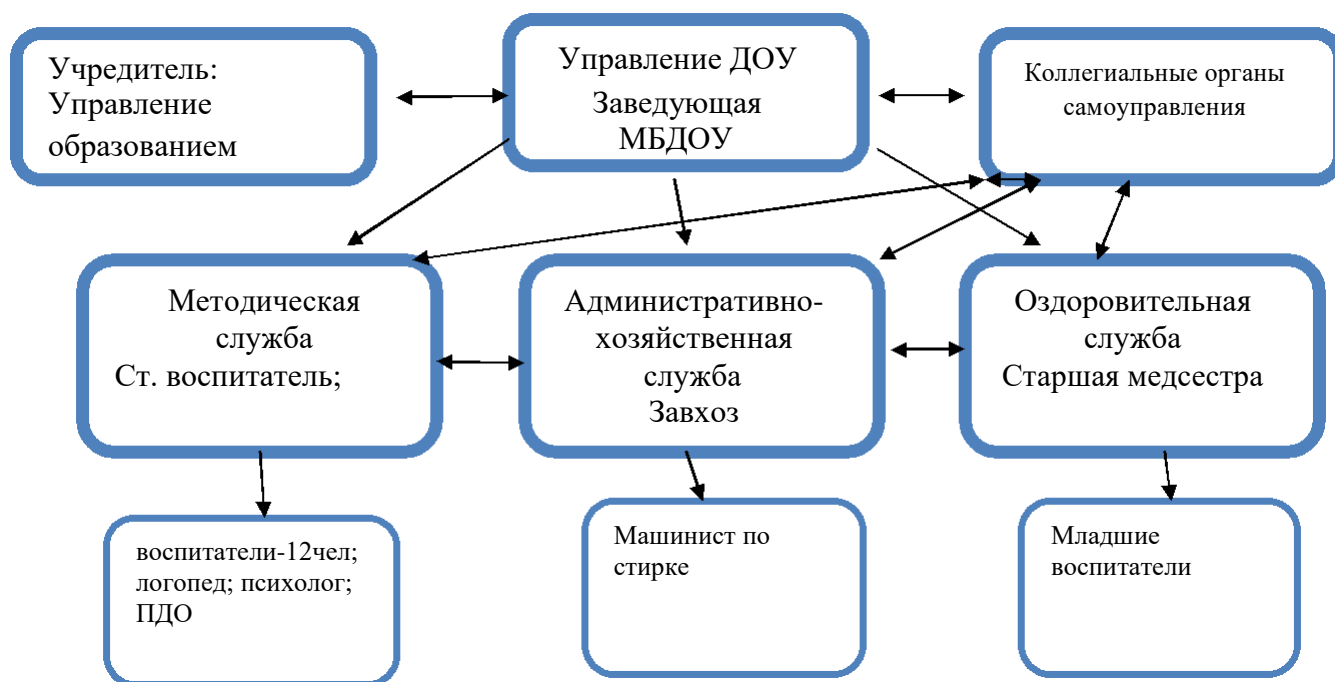 Учредитель:
Управление
образованием
Управление ДОУ
Заведующая
МБДОУ
Коллегиальные органы
самоуправления
Методическая
служба
Ст. воспитатель;
Административно-
хозяйственная
служба
Завхоз
Оздоровительная
служба
Старшая медсестра
воспитатели-12чел;
логопед; психолог;
ПДО
Машинист по
стирке
Младшие
воспитатели